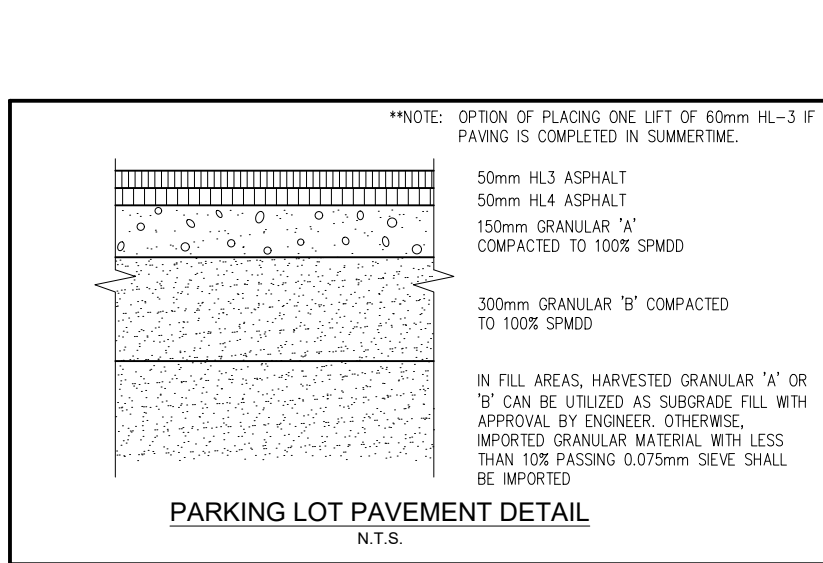 **NOTE: OPTION OF PLACING ONE LIFT OF 60mm HL-3 IF
PAVING IS COMPLETED IN SUMMERTIME.
50mm HL3 ASPHALT
50mm HL4 ASPHALT
150mm GRANULAR 'A'
COMPACTED TO 100% SPMDD
300mm GRANULAR 'B' COMPACTED
TO 100% SPMDD
IN FILL AREAS, HARVESTED GRANULAR 'A' OR
'B' CAN BE UTILIZED AS SUBGRADE FILL WITH
APPROVAL BY ENGINEER. OTHERWISE,
IMPORTED GRANULAR MATERIAL WITH LESS
THAN 10% PASSING 0.075mm SIEVE SHALL
BE IMPORTED
PARKING LOT PAVEMENT DETAIL
N.T.S.